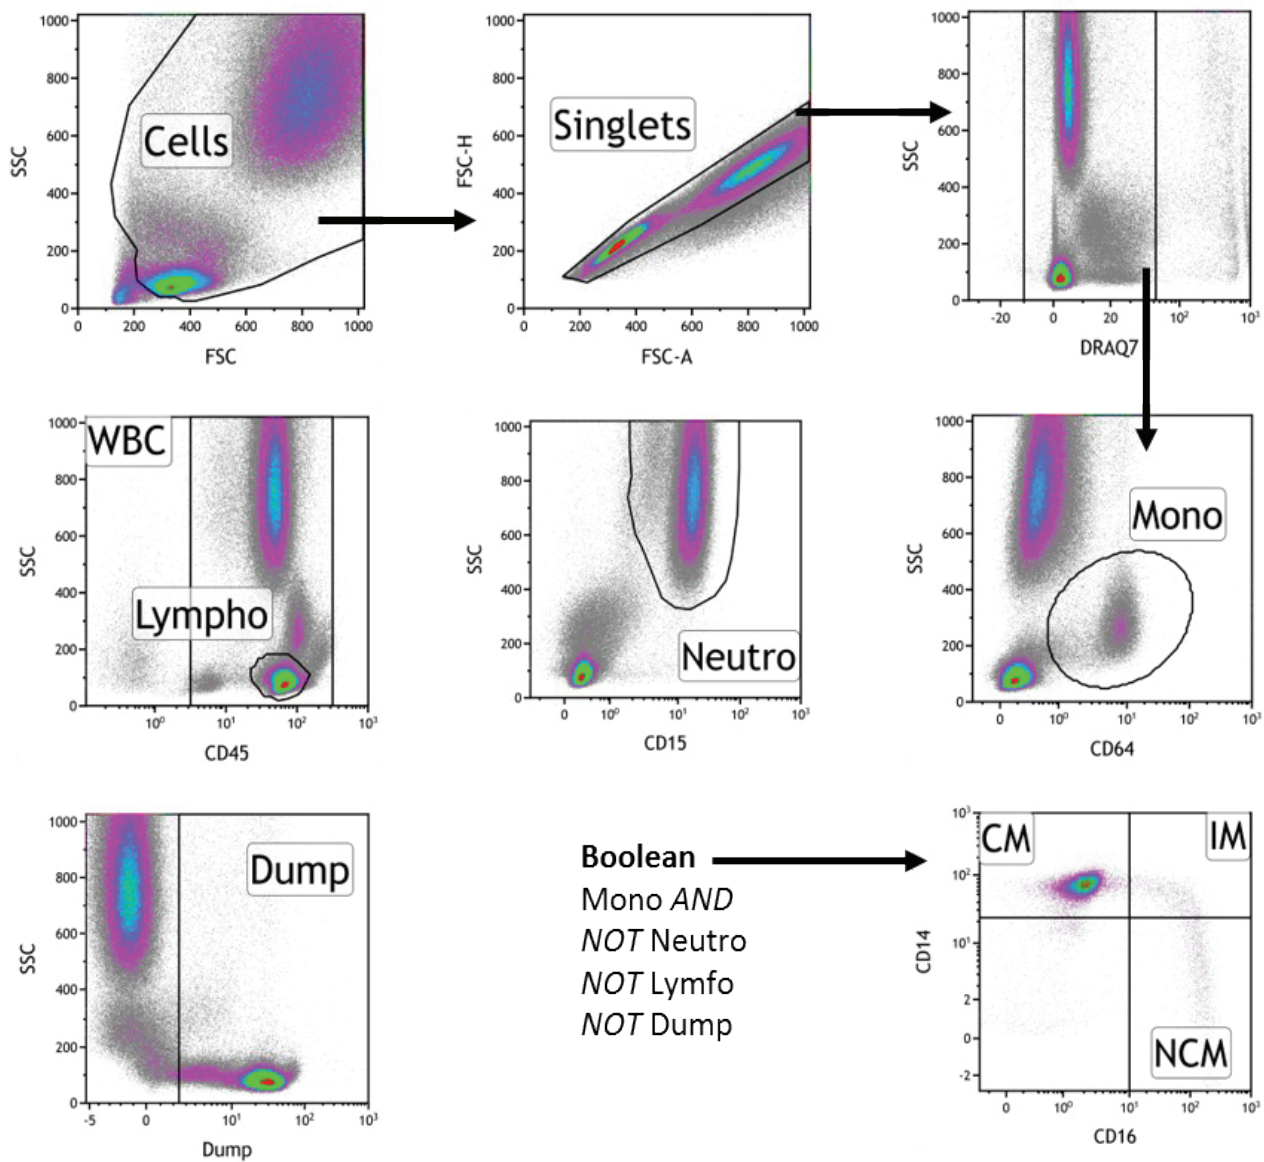 1000
800
600
400
200
0
SSC
Cells
0 200 400 600 800 1000
FSC
1000
800
600
400
200
0
FSC-H
Singlets
0 200 400 600 800 1000
FSC-A
1000
800
600
400
200
0
SSC
-20 0 20 10² 10³
DRAQ7
1000
800
600
400
200
0
SSC
WBC
Lympho
10⁰ 10¹ 10² 10³
CD45
1000
800
600
400
200
0
SSC
Neutro
0 10⁰ 10¹ 10² 10³
CD15
1000
800
600
400
200
0
SSC
Mono
0 10⁰ 10¹ 10² 10³
CD64
1000
800
600
400
200
0
SSC
Dump
-5 0 10¹ 10² 10³
Dump
Boolean
Mono AND
NOT Neutro
NOT Lymfo
NOT Dump
10³
10²
10¹
2
0
-2
CD14
CM
IM
NCM
0 10⁰ 10¹ 10² 10³
CD16